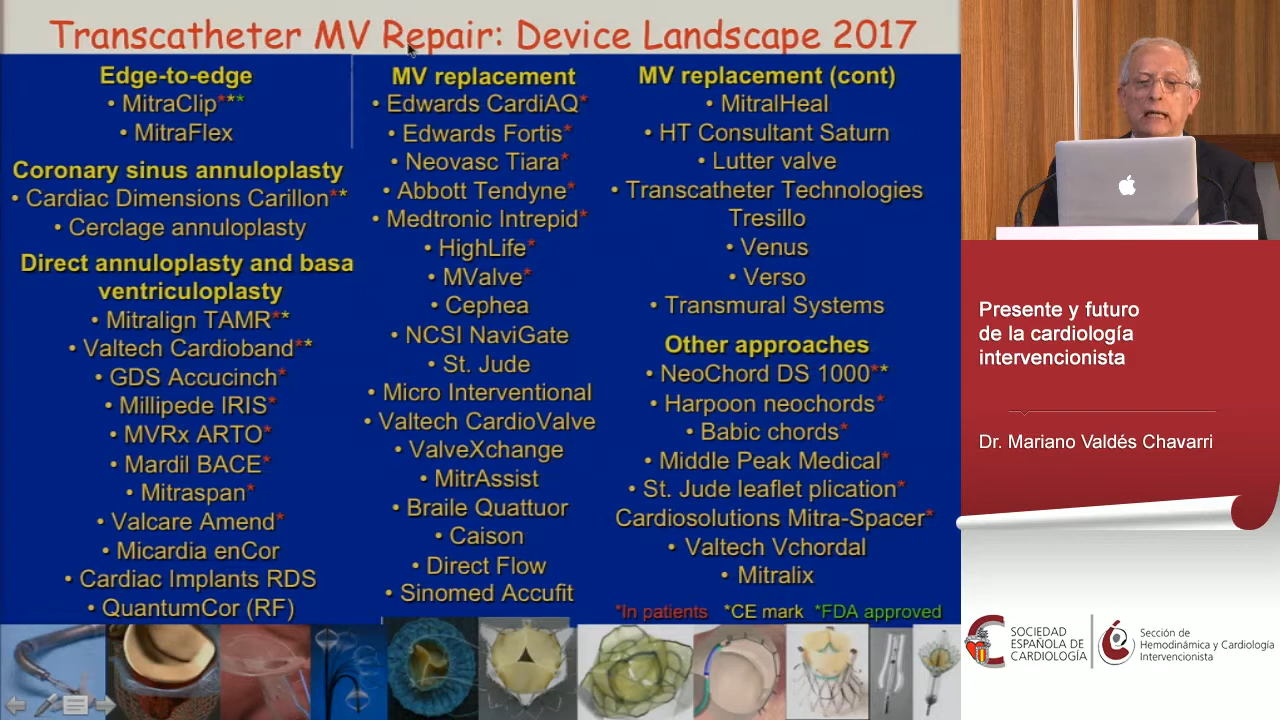 Transcatheter MV Repair: Device Landscape 2017
Edge-to-edge
• MitraClip***
• MitraFlex
Coronary sinus annuloplasty
• Cardiac Dimensions Carillon**
• Cerclage annuloplasty
Direct annuloplasty and basa
ventriculoplasty
• Mitralign TAMR**
• Valtech Cardioband**
• GDS Accucinch*
• Millipede IRIS*
• MVRx ARTO*
• Mardil BACE*
• Mitraspan*
• Valcare Amend*
• Micardia enCor
• Cardiac Implants RDS
• QuantumCor (RF)
MV replacement
• Edwards CardiAQ*
• Edwards Fortis*
• Neovasc Tiara*
• Abbott Tendyne*
• Medtronic Intrepid*
• HighLife*
• MValve*
• Cephea
• NCSI NaviGate
• St. Jude
• Micro Interventional
• Valtech CardioValve
• ValveXchange
• MitrAssist
• Braile Quattuor
• Caison
• Direct Flow
• Sinomed Accufit
MV replacement (cont)
• MitralHeal
• HT Consultant Saturn
• Lutter valve
• Transcatheter Technologies
Tresillo
• Venus
• Verso
• Transmural Systems
Other approaches
• NeoChord DS 1000**
• Harpoon neochords*
• Babic chords*
• Middle Peak Medical*
• St. Jude leaflet plication*
Cardiosolutions Mitra-Spacer*
• Valtech Vchordal
• Mitralix
*In patients *CE mark *FDA approved
Presente y futuro
de la cardiología
intervencionista
Dr. Mariano Valdés Chavarri
SOCIEDAD
ESPAÑOLA DE
CARDIOLOGÍA
Sección de
Hemodinámica y Cardiología
Intervencionista